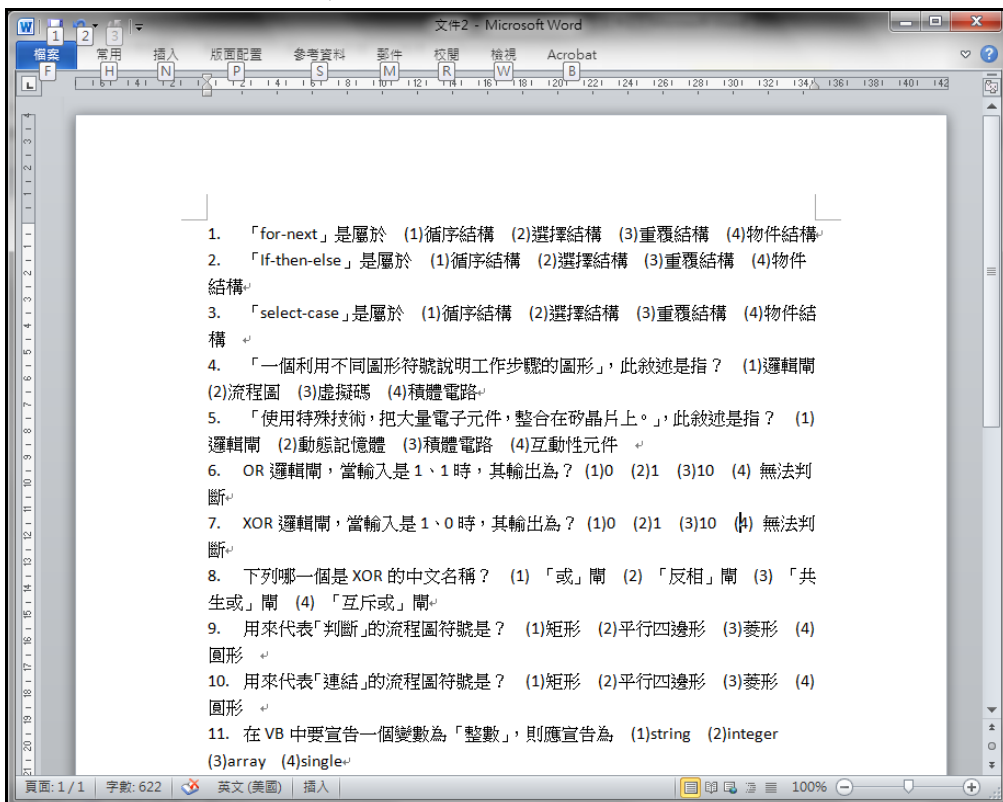 文件2 - Microsoft Word
1 2 3
檔案 常用 插入 版面配置 參考資料 郵件 校閱 檢視 Acrobat
F H N P S M R W B
1. 「for-next」是屬於 (1)循序結構 (2)選擇結構 (3)重覆結構 (4)物件結構
2. 「If-then-else」是屬於 (1)循序結構 (2)選擇結構 (3)重覆結構 (4)物件
結構
3. 「select-case」是屬於 (1)循序結構 (2)選擇結構 (3)重覆結構 (4)物件結
構
4. 「一個利用不同圖形符號說明工作步驟的圖形」，此敘述是指？ (1)邏輯閘
(2)流程圖 (3)虛擬碼 (4)積體電路
5. 「使用特殊技術，把大量電子元件，整合在矽晶片上。」，此敘述是指？ (1)
邏輯閘 (2)動態記憶體 (3)積體電路 (4)互動性元件
6. OR 邏輯閘，當輸入是 1、1 時，其輸出為？ (1)0 (2)1 (3)10 (4) 無法判
斷
7. XOR 邏輯閘，當輸入是 1、0 時，其輸出為？ (1)0 (2)1 (3)10 (4) 無法判
斷
8. 下列哪一個是 XOR 的中文名稱？ (1) 「或」閘 (2) 「反相」閘 (3) 「共
生或」閘 (4) 「互斥或」閘
9. 用來代表「判斷」的流程圖符號是？ (1)矩形 (2)平行四邊形 (3)菱形 (4)
圓形
10. 用來代表「連結」的流程圖符號是？ (1)矩形 (2)平行四邊形 (3)菱形 (4)
圓形
11. 在 VB 中要宣告一個變數為「整數」，則應宣告為 (1)string (2)integer
(3)array (4)single
頁面: 1 / 1 字數: 622 英文 (美國) 插入 100%